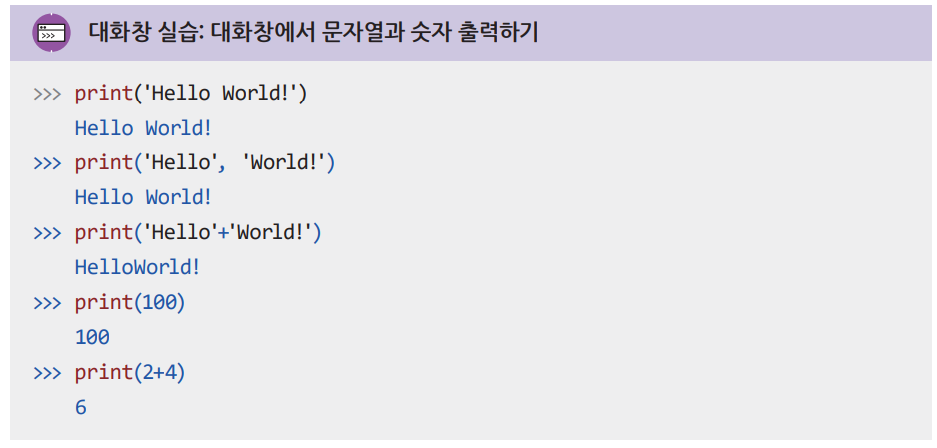 대화창 실습: 대화창에서 문자열과 숫자 출력하기
>>> print('Hello World!')
Hello World!
>>> print('Hello', 'World!')
Hello World!
>>> print('Hello'+'World!')
HelloWorld!
>>> print(100)
100
>>> print(2+4)
6